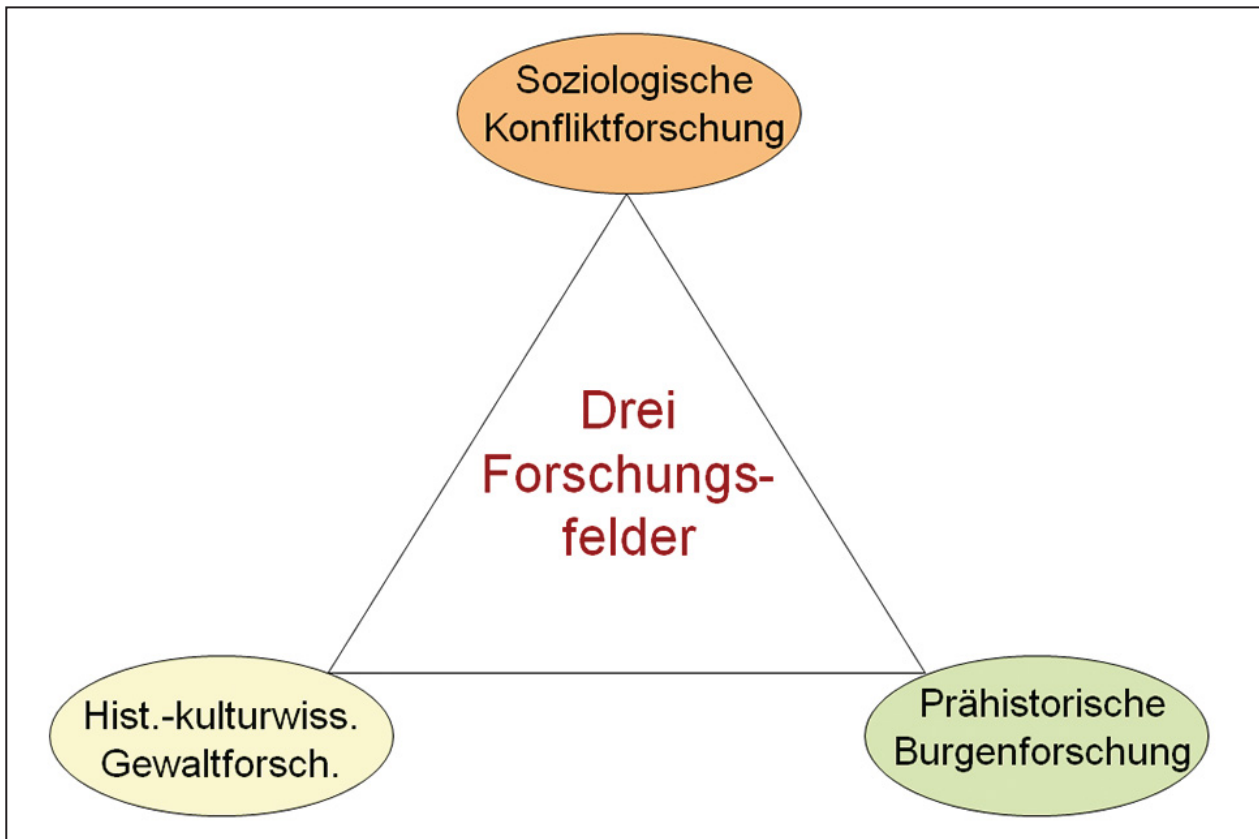 Soziologische
Konfliktforschung
Drei
Forschungs-
felder
Hist.-kulturwiss.
Gewaltforsch.
Prähistorische
Burgenforschung